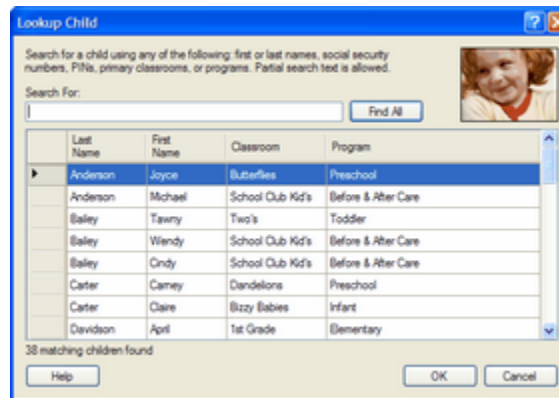 Lookup Child
Search for a child using any of the following: first or last names, social security
numbers, PINs, primary classrooms, or programs. Partial search text is allowed.
Search For:
Find All
Last Name First Name Classroom Program
Anderson Joyce Butterflies Preschool
Anderson Michael School Club Kid's Before & After Care
Bailey Tawny Two's Toddler
Bailey Wendy School Club Kid's Before & After Care
Bailey Cindy School Club Kid's Before & After Care
Carter Carney Dandelions Preschool
Carter Claire Bizzy Babies Infant
Davidson April 1st Grade Elementary
38 matching children found
Help OK Cancel